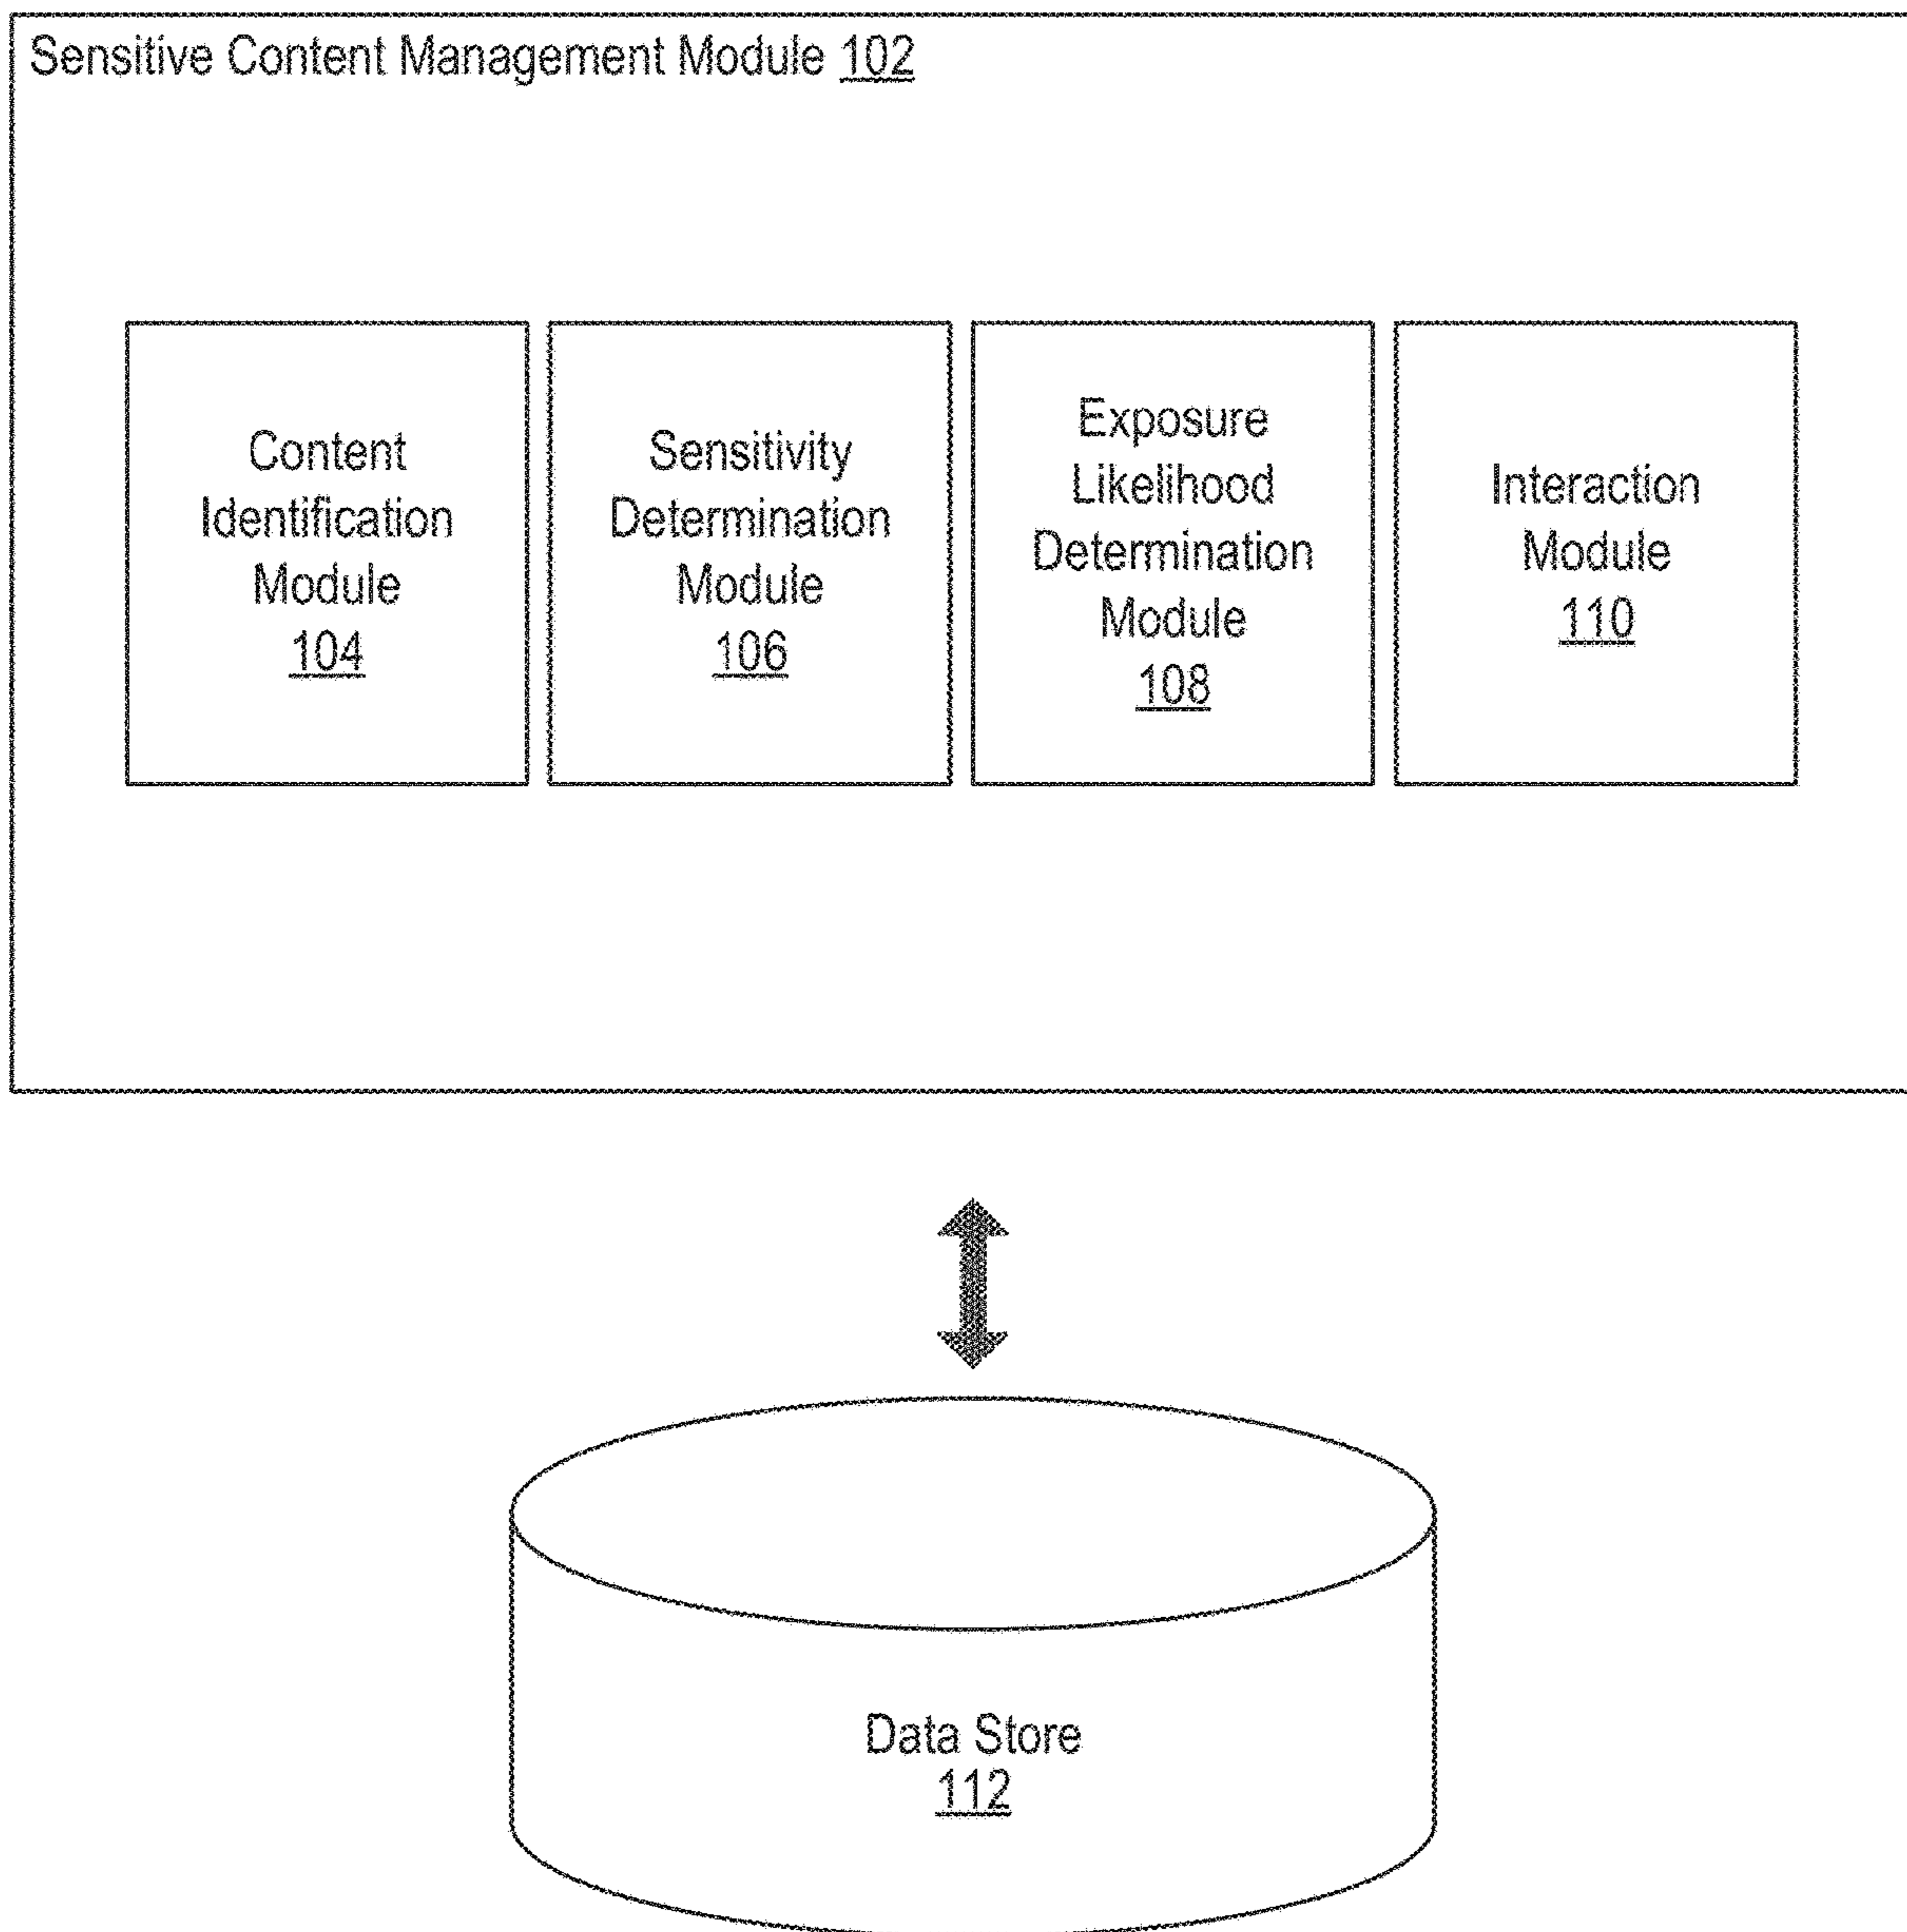 Sensitive Content Management Module 102
Content
Identification
Module
104
Sensitivity
Determination
Module
106
Exposure
Likelihood
Determination
Module
108
Interaction
Module
110
Data Store
112